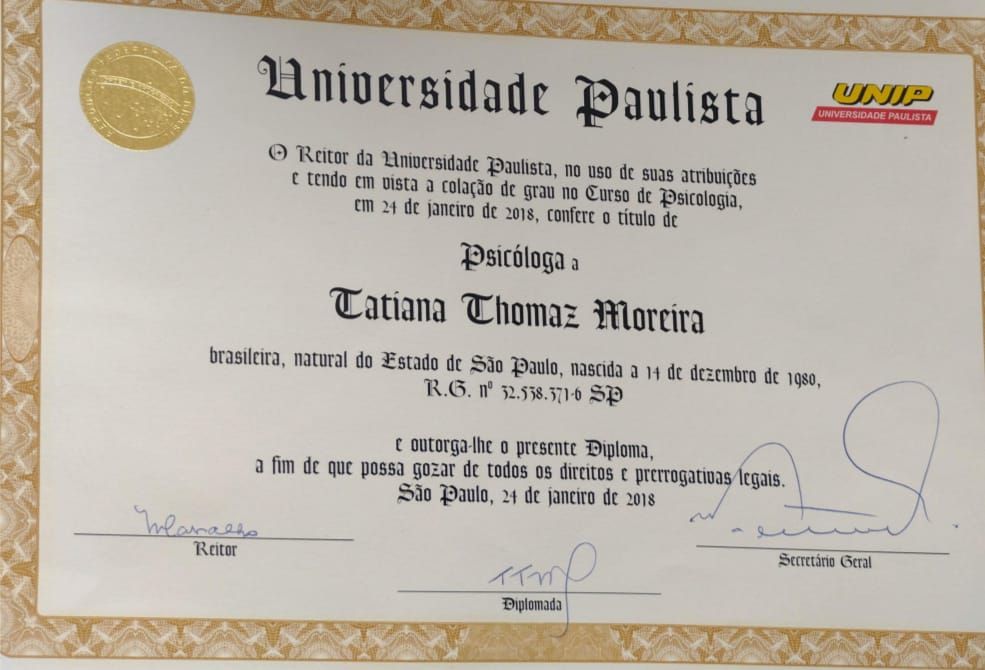 Universidade Paulista
UNIP
UNIVERSIDADE PAULISTA
O Reitor da Universidade Paulista, no uso de suas atribuições
e tendo em vista a colação de grau no Curso de Psicologia,
em 24 de janeiro de 2018, confere o título de
Psicóloga a
Tatiana Thomaz Moreira
brasileira, natural do Estado de São Paulo, nascida a 14 de dezembro de 1980,
R.G. nº 32.538.371-6 SP
e outorga-lhe o presente Diploma,
a fim de que possa gozar de todos os direitos e prerrogativas legais.
São Paulo, 24 de janeiro de 2018
Reitor
Secretário Geral
TTM
Diplomada